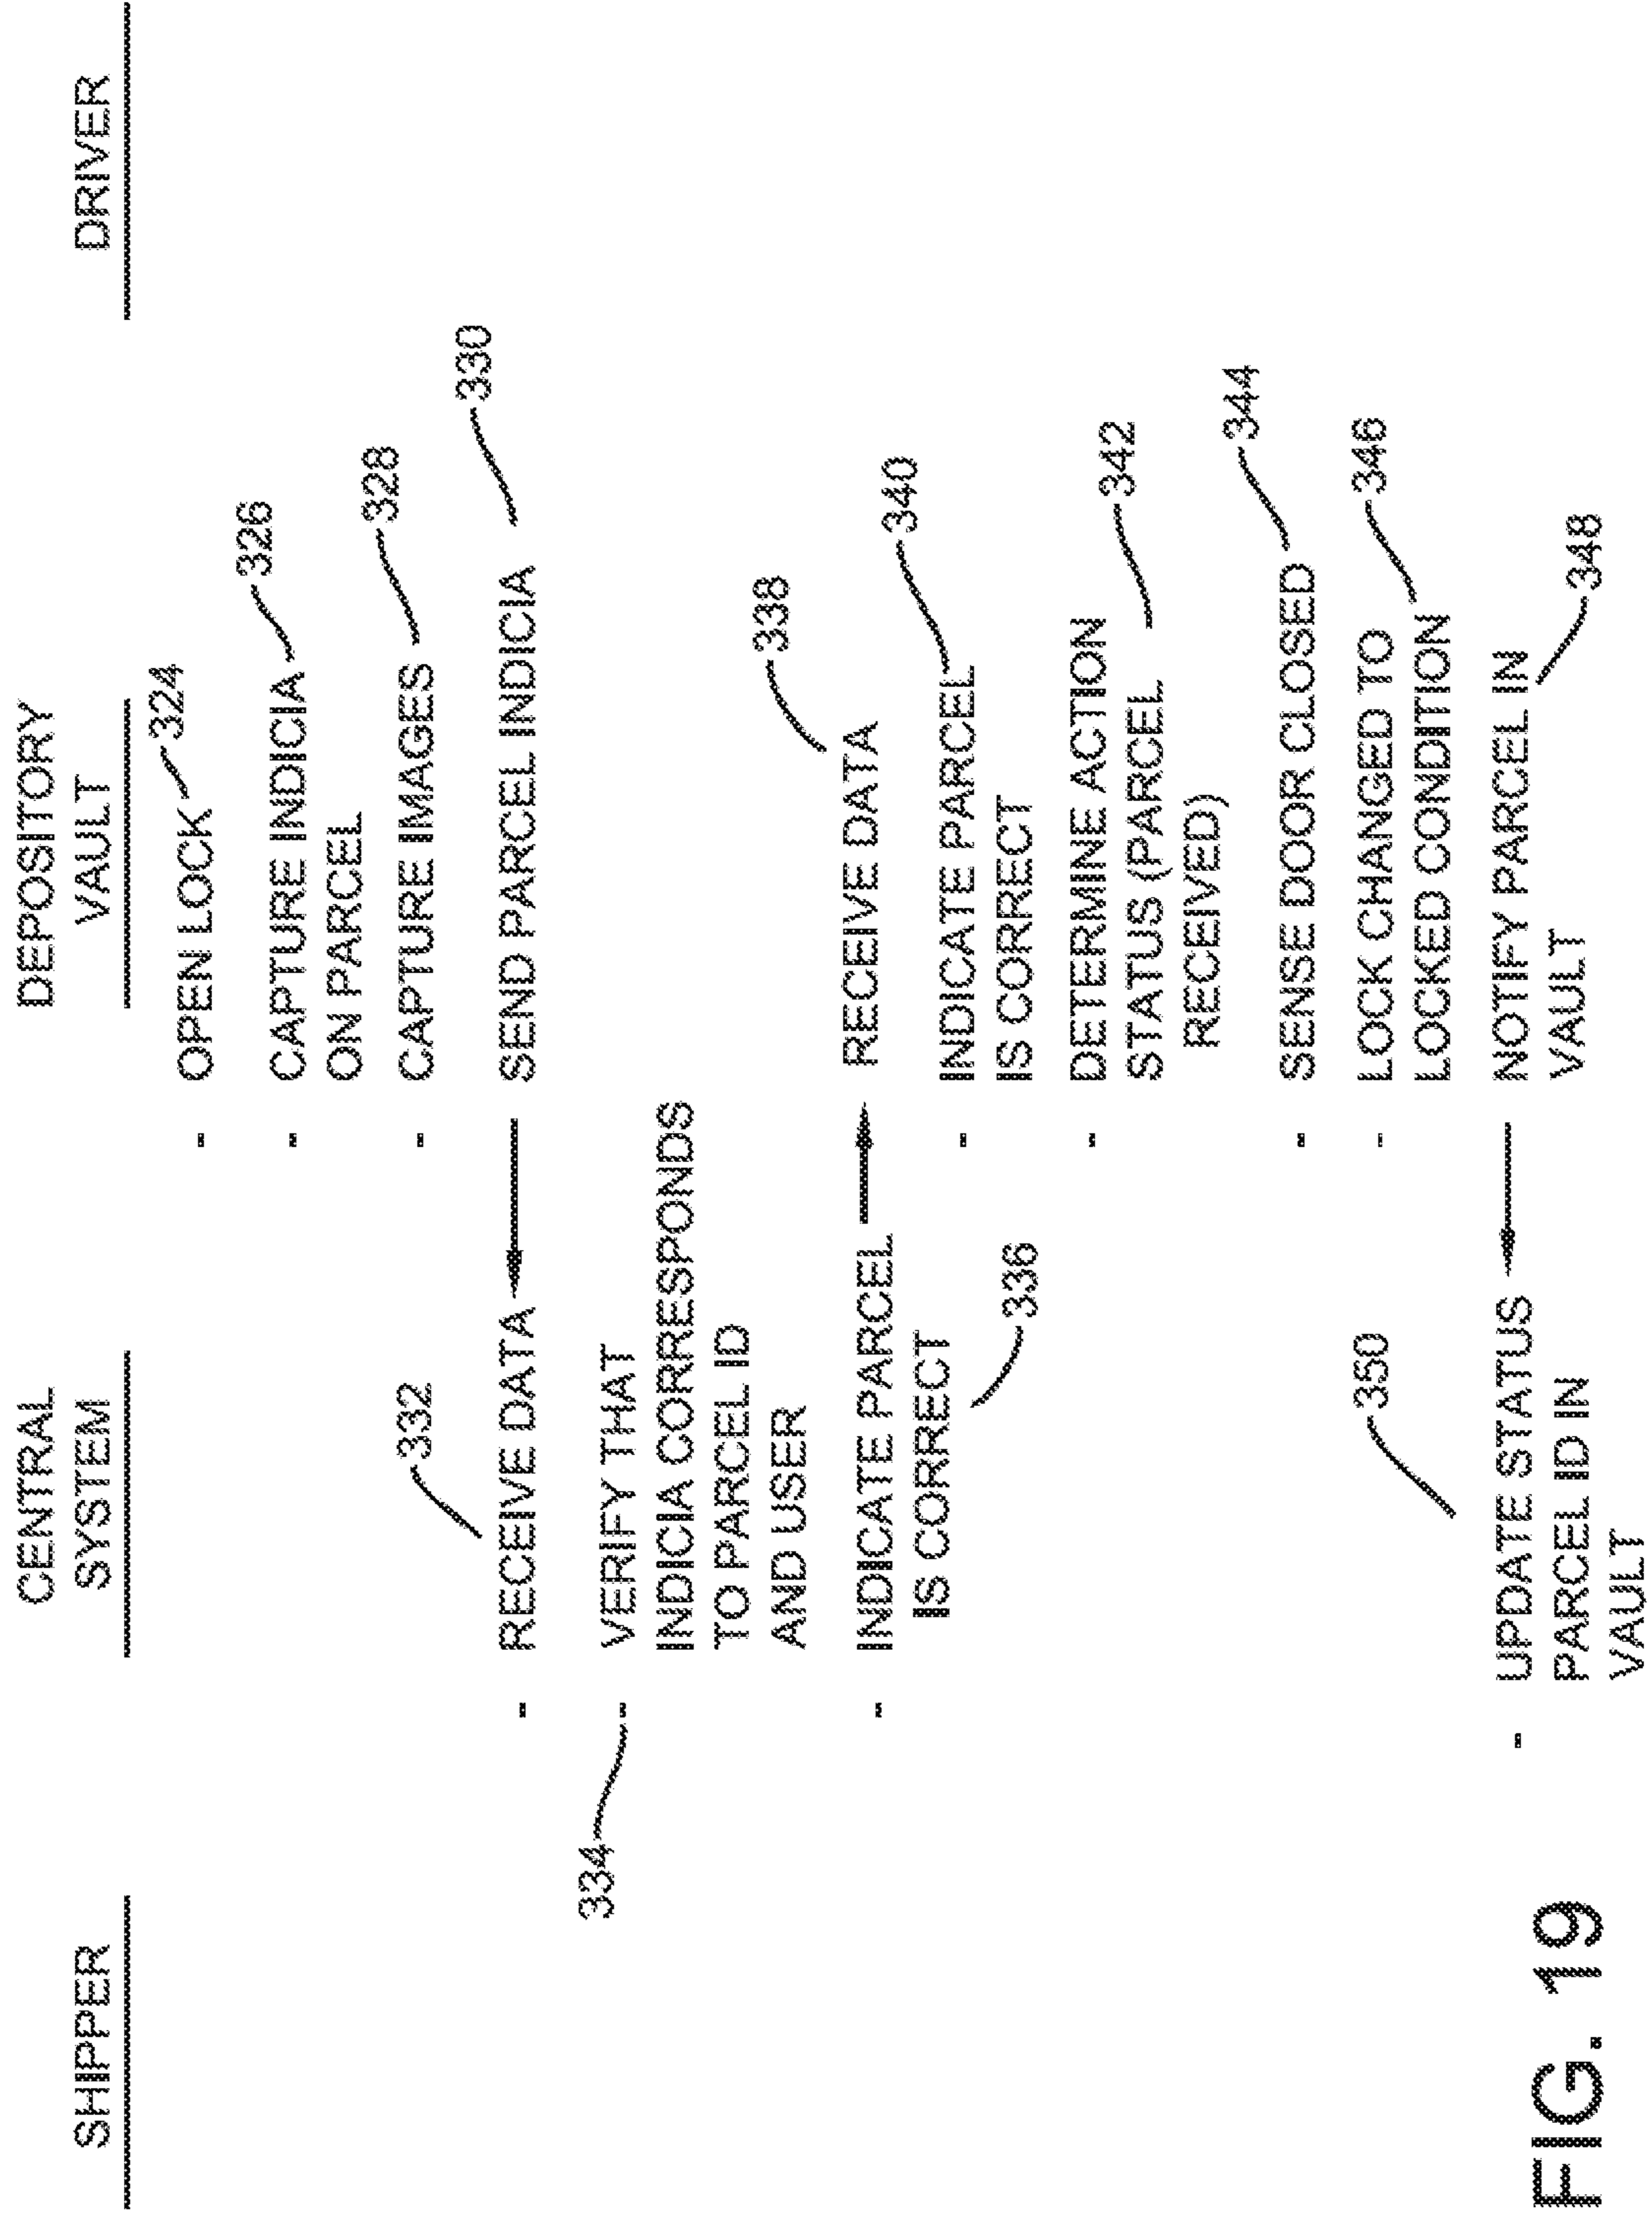 SHIPPER
CENTRAL
SYSTEM
DEPOSITORY
VAULT
DRIVER
OPEN LOCK
324
CAPTURE INDICIA
ON PARCEL
326
CAPTURE IMAGES
328
SEND PARCEL INDICIA
330
332
RECEIVE DATA
334
VERIFY THAT
INDICIA CORRESPONDS
TO PARCEL ID
AND USER
INDICATE PARCEL
IS CORRECT
336
RECEIVE DATA
338
INDICATE PARCEL
IS CORRECT
340
DETERMINE ACTION
STATUS (PARCEL
RECEIVED)
342
SENSE DOOR CLOSED
344
LOCK CHANGED TO
LOCKED CONDITION
346
NOTIFY PARCEL IN
VAULT
348
350
UPDATE STATUS
PARCEL ID IN
VAULT
FIG. 19